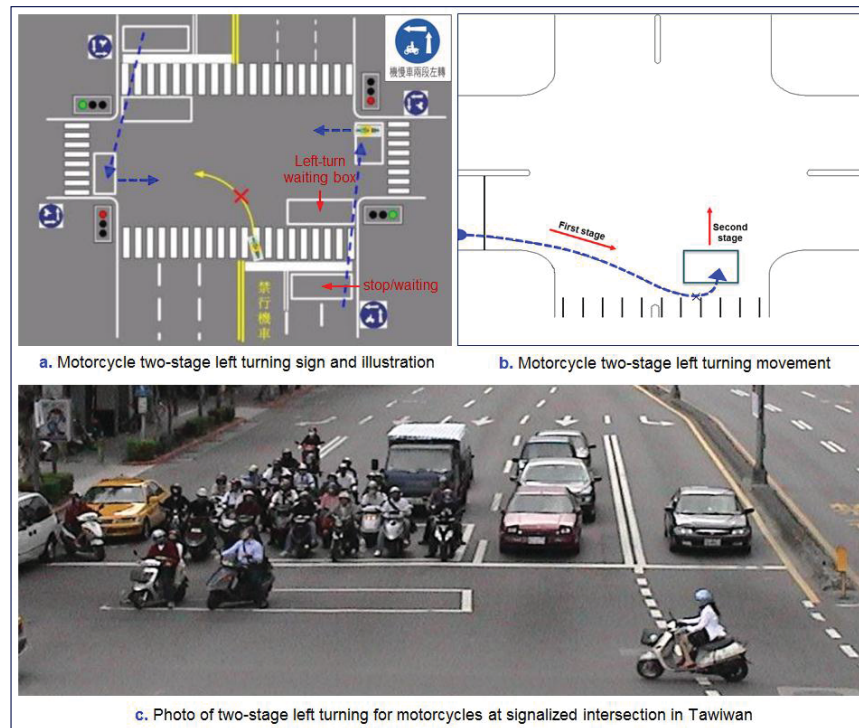 機慢車兩段左轉
Left-turn
waiting box
stop/waiting
禁行機車
a. Motorcycle two-stage left turning sign and illustration
First stage
Second
stage
b. Motorcycle two-stage left turning movement
c. Photo of two-stage left turning for motorcycles at signalized intersection in Tawiwan